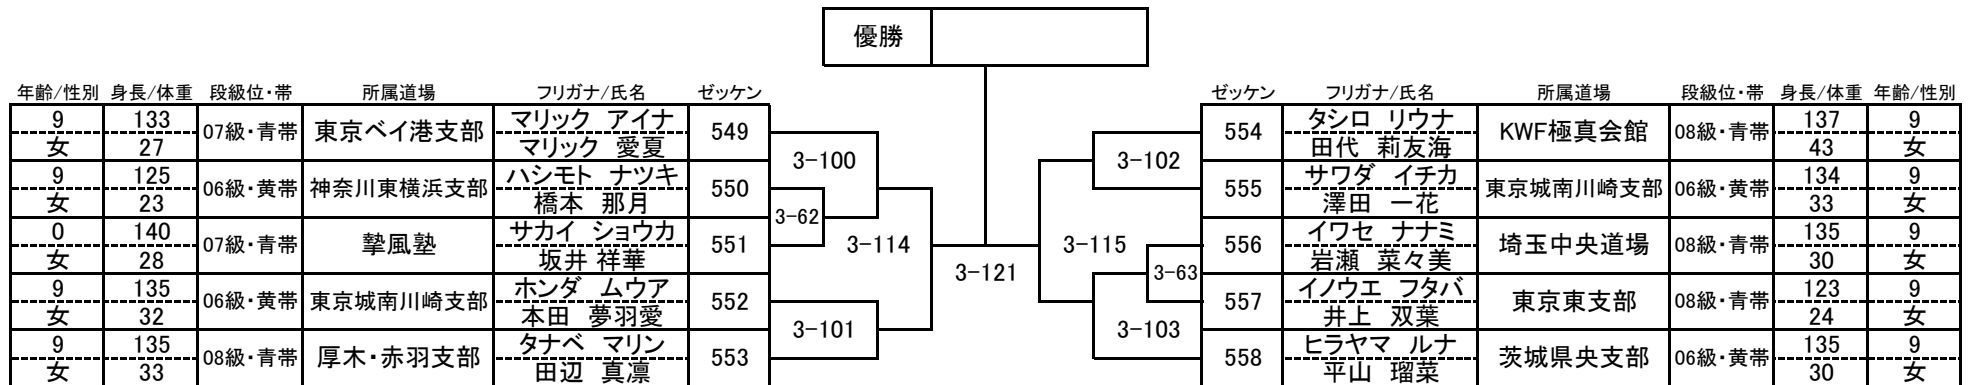 優勝
年齢/性別 身長/体重 段級位・帯 所属道場 フリガナ/氏名 ゼッケン
9 133 07級・青帯 東京ベイ港支部 マリック アイナ 549
女 27 マリック 愛夏
9 125 06級・黄帯 神奈川東横浜支部 ハシモト ナツキ 550
女 23 橋本 那月
0 140 07級・青帯 摯風塾 サカイ ショウカ 551
女 28 坂井 祥華
9 135 06級・黄帯 東京城南川崎支部 ホンダ ムウア 552
女 32 本田 夢羽愛
9 135 08級・青帯 厚木・赤羽支部 タナベ マリン 553
女 33 田辺 真凛
3-100
3-62
3-114
3-101
3-121
3-102
3-115
3-63
3-103
ゼッケン フリガナ/氏名 所属道場 段級位・帯 身長/体重 年齢/性別
554 タシロ リウナ KWF極真会館 08級・青帯 137 9
田代 莉友海 43 女
555 サワダ イチカ 東京城南川崎支部 06級・黄帯 134 9
澤田 一花 33 女
556 イワセ ナナミ 埼玉中央道場 08級・青帯 135 9
岩瀬 菜々美 30 女
557 イノウエ フタバ 東京東支部 08級・青帯 123 9
井上 双葉 24 女
558 ヒラヤマ ルナ 茨城県央支部 06級・黄帯 135 9
平山 瑠菜 30 女